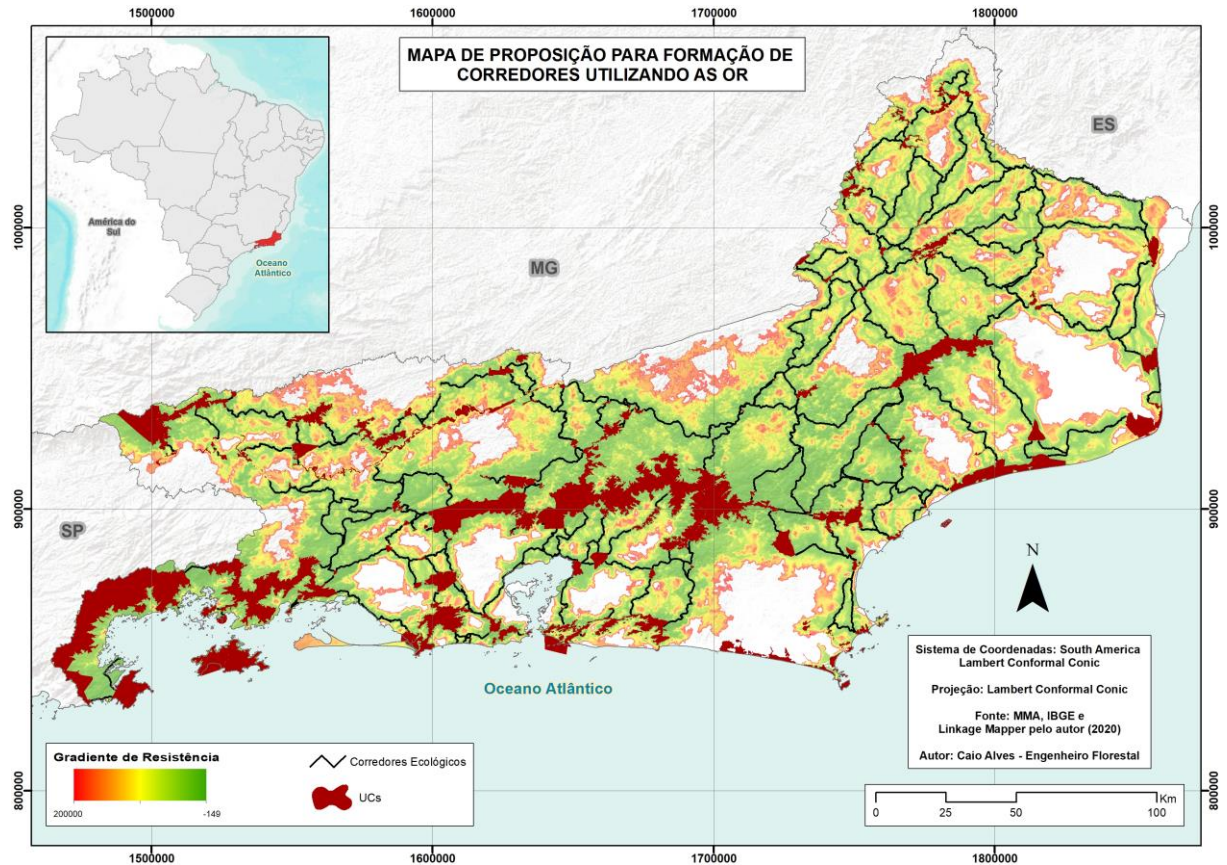 1500000
1600000
1700000
1800000
MAPA DE PROPOSIÇÃO PARA FORMAÇÃO DE
CORREDORES UTILIZANDO AS OR
América do
Sul
Oceano
Atlântico
ES
MG
SP
1000000
1000000
900000
900000
800000
800000
N
Oceano Atlântico
Sistema de Coordenadas: South America
Lambert Conformal Conic
Projeção: Lambert Conformal Conic
Fonte: MMA, IBGE e
Linkage Mapper pelo autor (2020)
Autor: Caio Alves - Engenheiro Florestal
Gradiente de Resistência
200000
-149
Corredores Ecológicos
UCs
Km
0
25
50
100
1500000
1600000
1700000
1800000